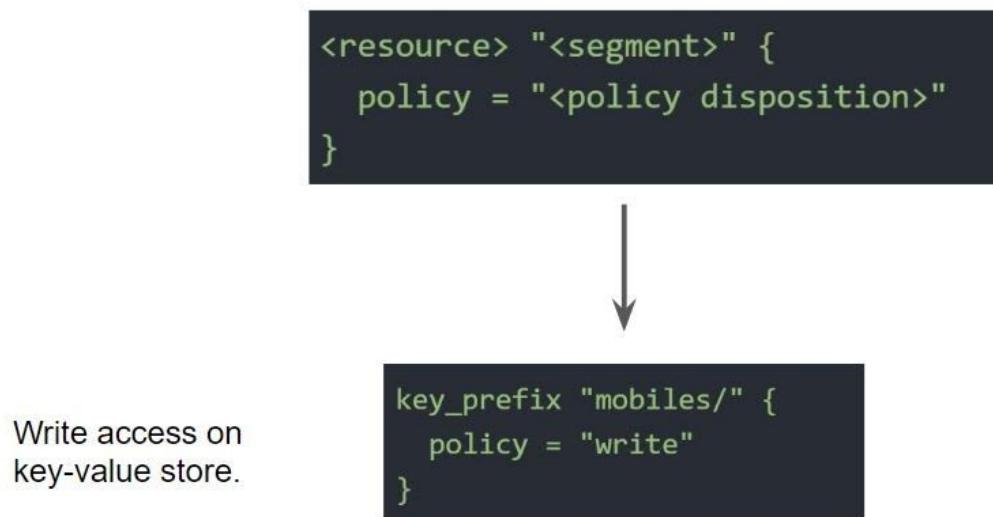 <resource> "<segment>" {
policy = "<policy disposition>"
}
key_prefix "mobiles/" {
policy = "write"
}
Write access on
key-value store.